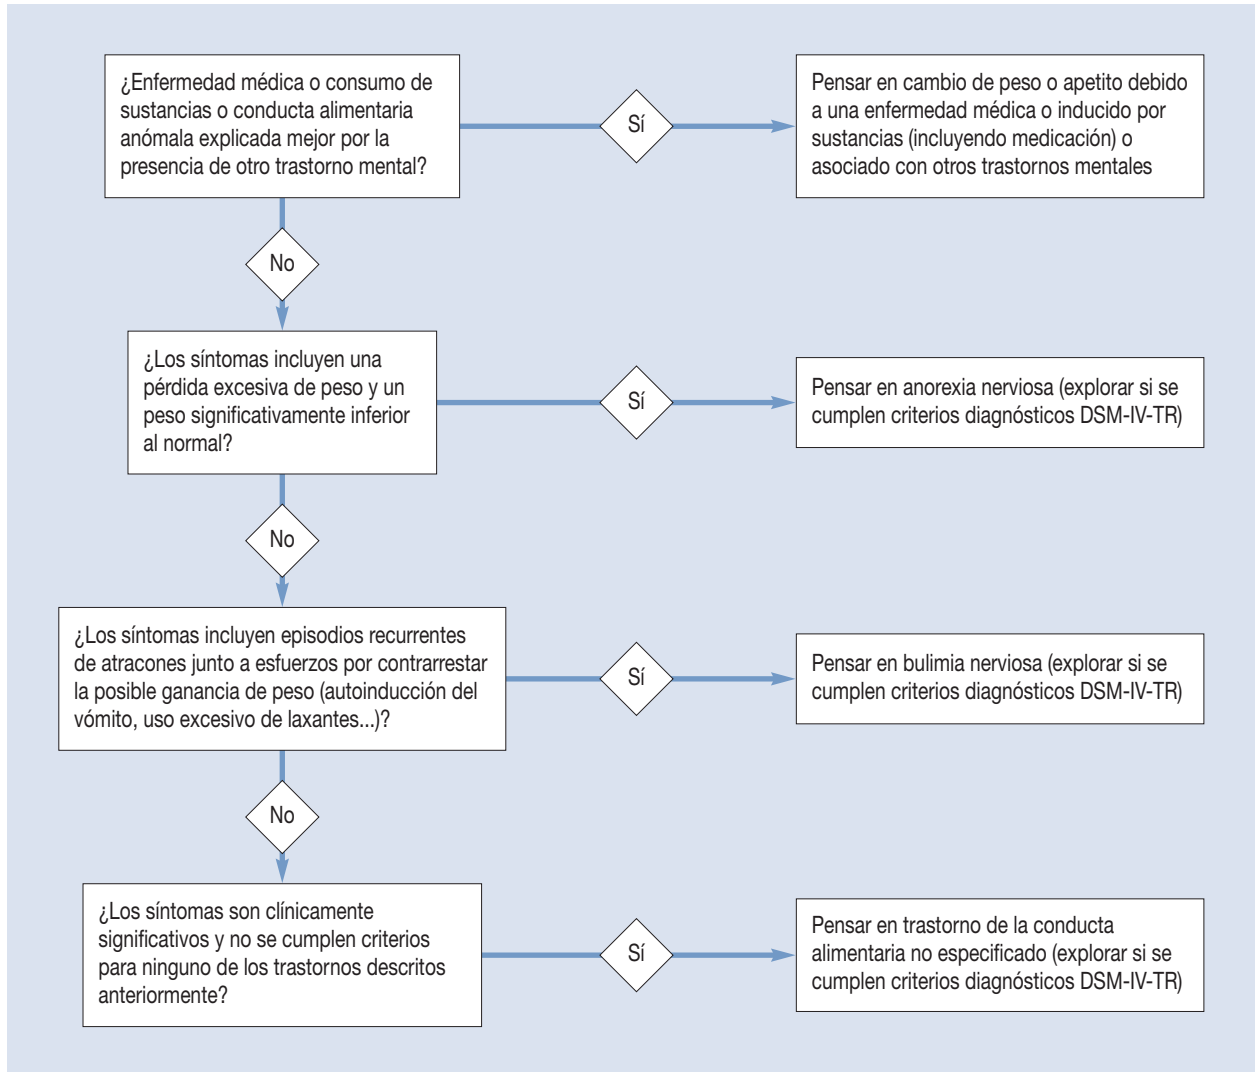 ¿Enfermedad médica o consumo de
sustancias o conducta alimentaria
anómala explicada mejor por la
presencia de otro trastorno mental?
Sí
Pensar en cambio de peso o apetito debido
a una enfermedad médica o inducido por
sustancias (incluyendo medicación) o
asociado con otros trastornos mentales
No
¿Los síntomas incluyen una
pérdida excesiva de peso y un
peso significativamente inferior
al normal?
Sí
Pensar en anorexia nerviosa (explorar si se
cumplen criterios diagnósticos DSM-IV-TR)
No
¿Los síntomas incluyen episodios recurrentes
de atracones junto a esfuerzos por contrarrestar
la posible ganancia de peso (autoinducción del
vómito, uso excesivo de laxantes...)?
Sí
Pensar en bulimia nerviosa (explorar si se
cumplen criterios diagnósticos DSM-IV-TR)
No
¿Los síntomas son clínicamente
significativos y no se cumplen criterios
para ninguno de los trastornos descritos
anteriormente?
Sí
Pensar en trastorno de la conducta
alimentaria no especificado (explorar si se
cumplen criterios diagnósticos DSM-IV-TR)